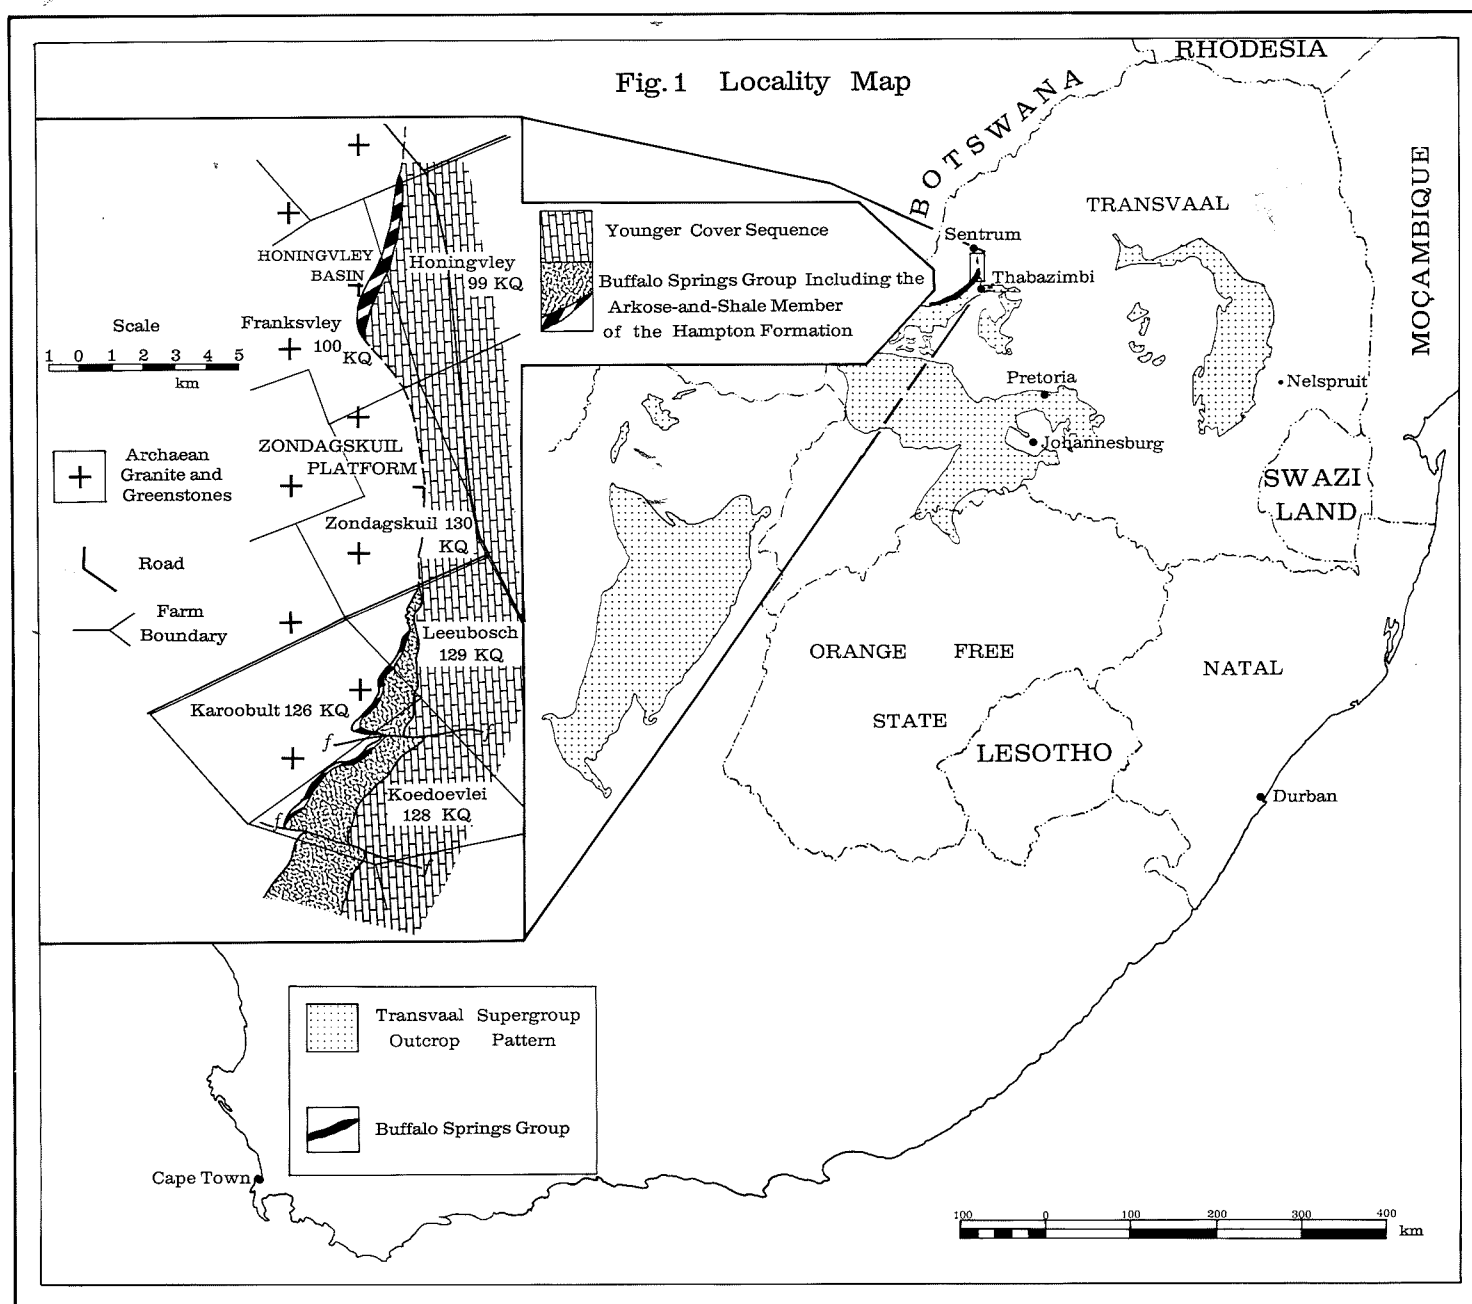 Fig. 1 Locality Map
RHODESIA
BOTSWANA
MOÇAMBIQUE
TRANSVAAL
Sentrum
Thabazimbi
Pretoria
Johannesburg
Nelspruit
SWAZI
LAND
ORANGE FREE
STATE
LESOTHO
NATAL
Durban
Cape Town
HONINGVLEY
BASIN
Honingvley
99 KQ
Scale
1 0 1 2 3 4 5
km
Franksvley
100
KQ
ZONDAGSKUIL
PLATFORM
Archaean
Granite and
Greenstones
Zondagskuil 130
KQ
Road
Farm
Boundary
Leeubosch
129 KQ
Karoobult 126 KQ
f
f
f
Koedoevlei
128 KQ
Younger Cover Sequence
Buffalo Springs Group Including the
Arkose-and-Shale Member
of the Hampton Formation
Transvaal Supergroup
Outcrop Pattern
Buffalo Springs Group
100 0 100 200 300 400
km